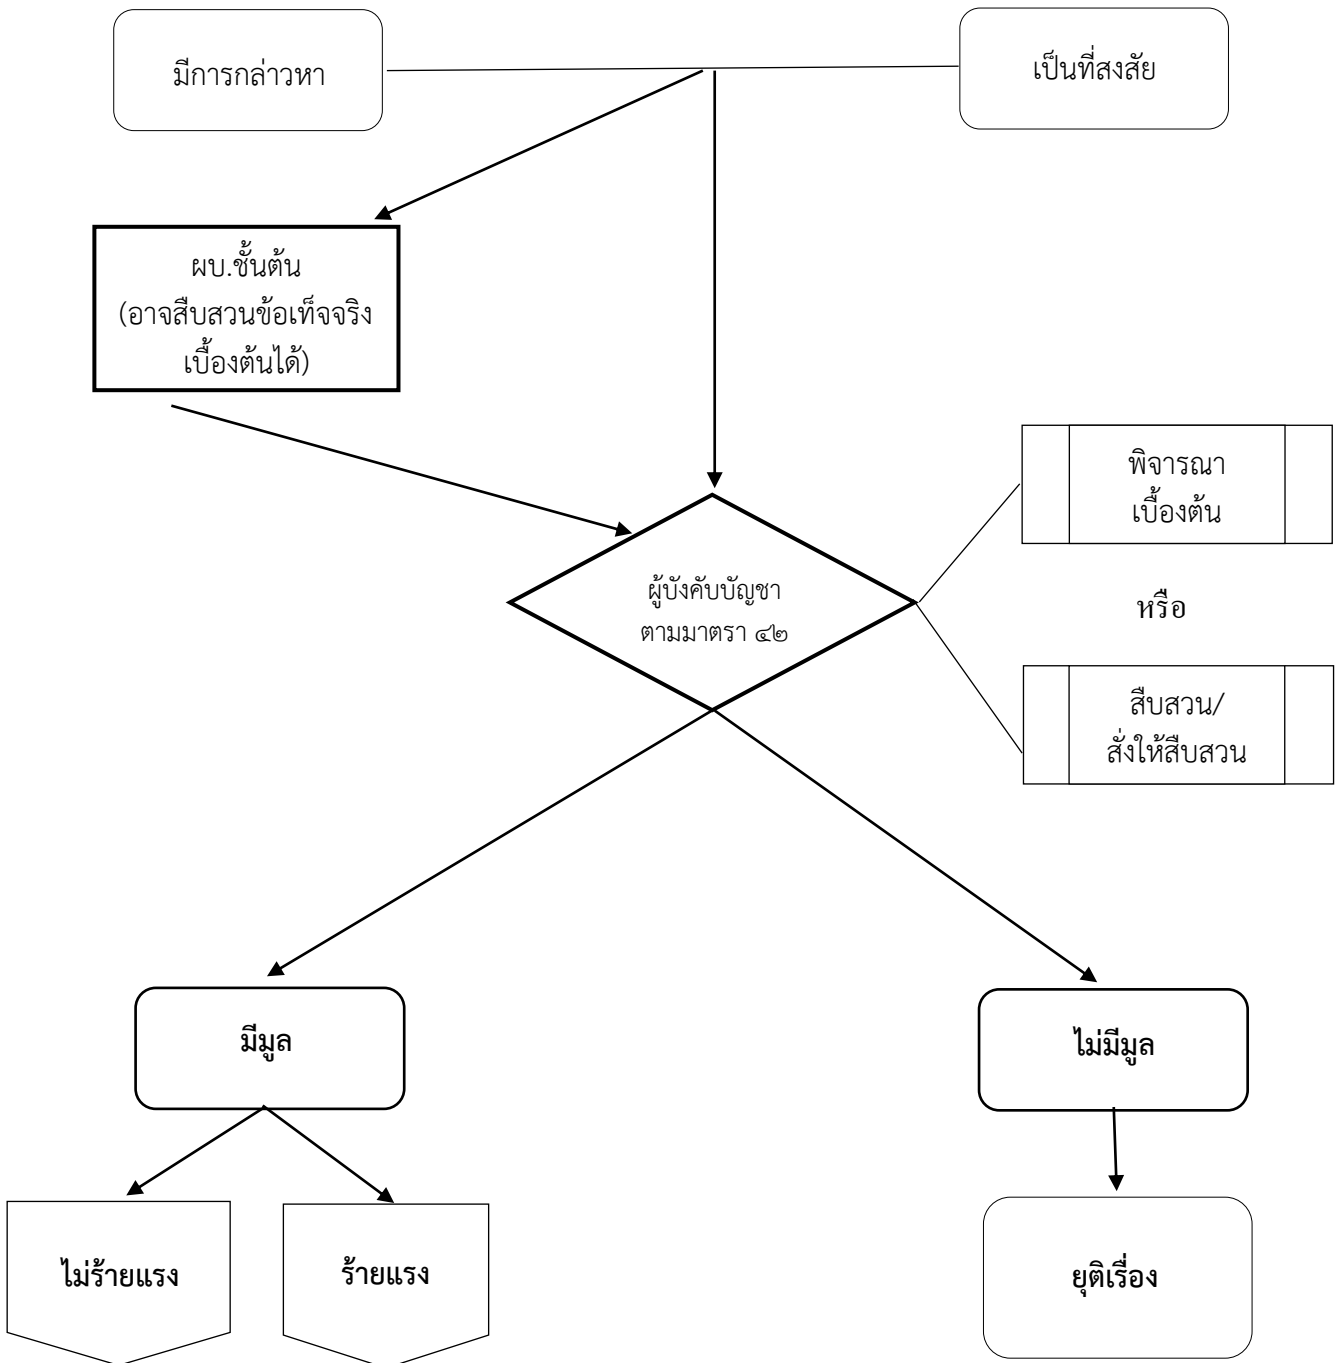 มีการกล่าวหา
เป็นที่สงสัย
ผบ.ชั้นต้น
(อาจสืบสวนข้อเท็จจริง
เบื้องต้นได้)
พิจารณา
เบื้องต้น
ผู้บังคับบัญชา
ตามมาตรา ๔๒
หรือ
สืบสวน/
สั่งให้สืบสวน
มีมูล
ไม่มีมูล
ไม่ร้ายแรง
ร้ายแรง
ยุติเรื่อง